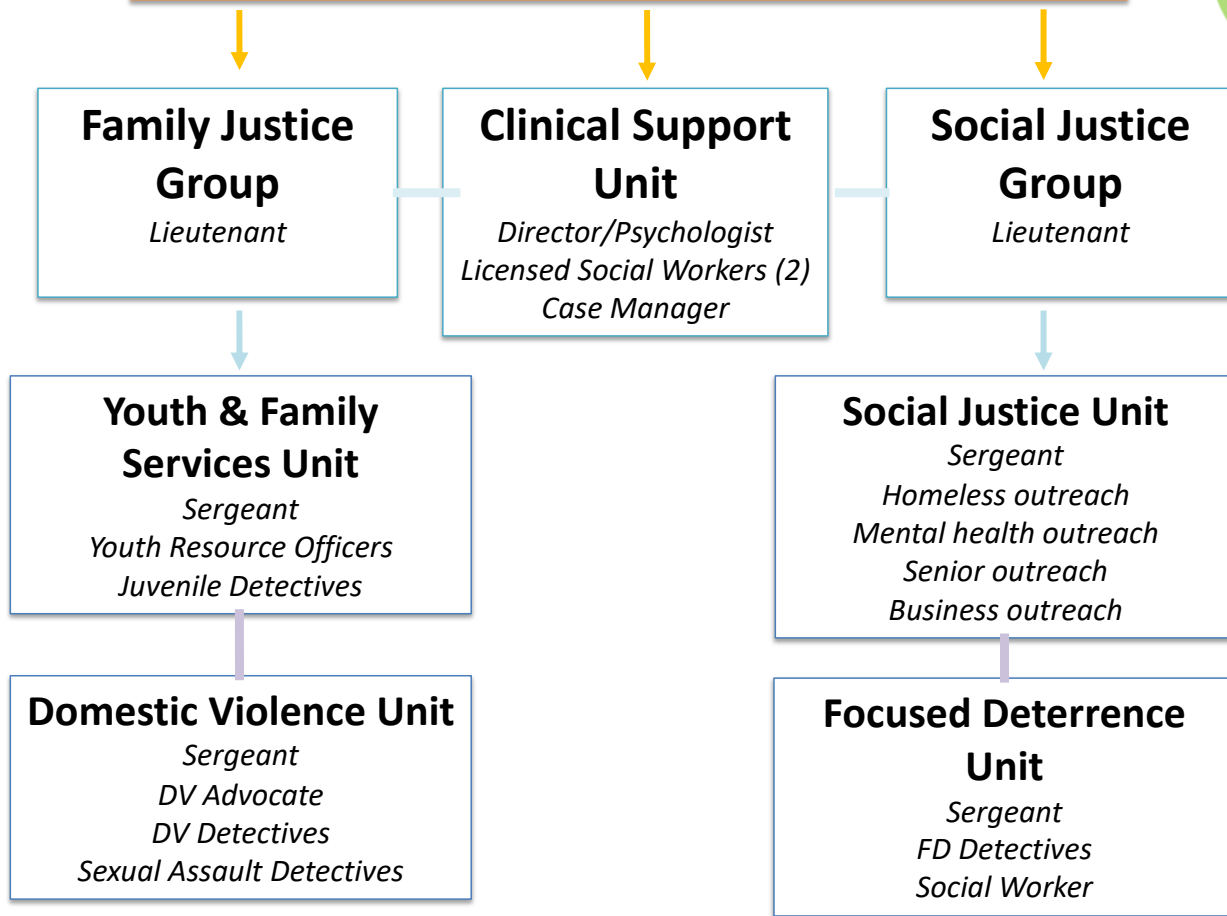 Family Justice
Group
Lieutenant
Clinical Support
Unit
Director/Psychologist
Licensed Social Workers (2)
Case Manager
Social Justice
Group
Lieutenant
Youth & Family
Services Unit
Sergeant
Youth Resource Officers
Juvenile Detectives
Social Justice Unit
Sergeant
Homeless outreach
Mental health outreach
Senior outreach
Business outreach
Domestic Violence Unit
Sergeant
DV Advocate
DV Detectives
Sexual Assault Detectives
Focused Deterrence
Unit
Sergeant
FD Detectives
Social Worker